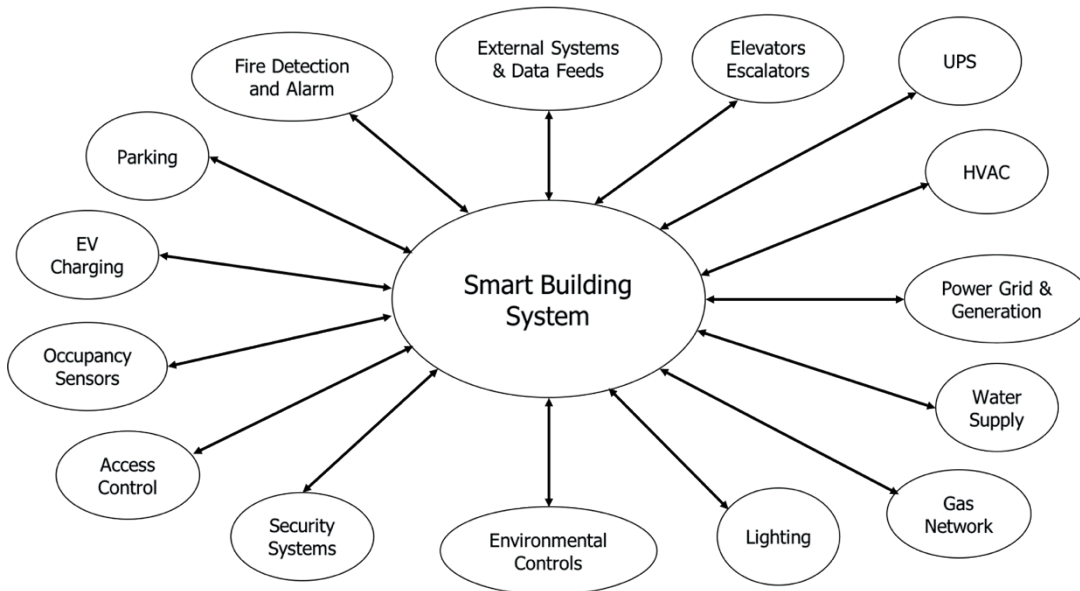 External Systems
& Data Feeds
Elevators
Escalators
UPS
HVAC
Power Grid &
Generation
Water
Supply
Gas
Network
Lighting
Environmental
Controls
Security
Systems
Access
Control
Occupancy
Sensors
EV
Charging
Parking
Fire Detection
and Alarm
Smart Building
System